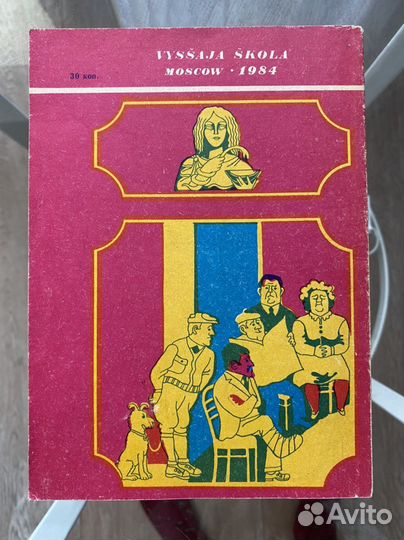 VYSŠAJA ŠKOLA
30 коп.
MOSCOW · 1984
Avito